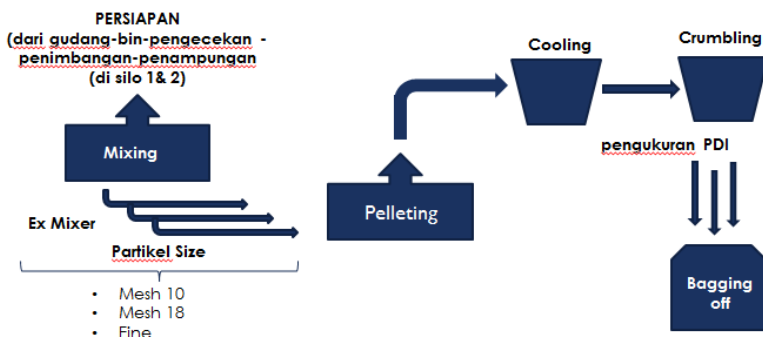 PERSIAPAN
(dari gudang-bin-pengecekan -
penimbangan-penampungan
(di silo 1& 2)
Mixing
Ex Mixer
Partikel Size
• Mesh 10
• Mesh 18
• Fine
Pelleting
Cooling
Crumbling
pengukuran PDI
Bagging
off